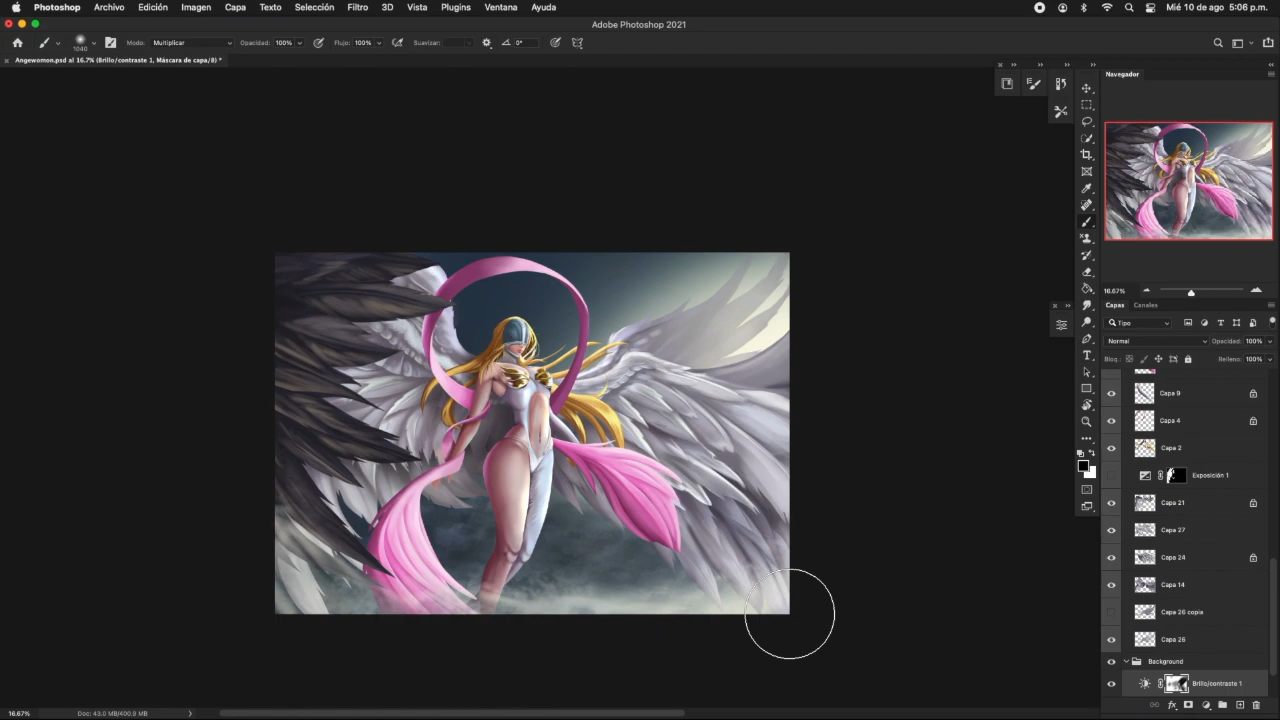 Photoshop Archivo Edición Imagen Capa Texto Selección Filtro 3D Vista Plugins Ventana Ayuda Mié 10 de ago 5:06 p.m.
Adobe Photoshop 2021
1040 Modo: Multiplicar Opacidad: 100% Flujo: 100% Suavizar: 0°
Angewomon.psd al 16.7% (Brillo/contraste 1, Máscara de capa/8) *
Navegador
16.67%
Capas Canales
Tipo
Normal Opacidad: 100%
Bloq.: Relleno: 100%
Capa 9
Capa 4
Capa 2
Exposición 1
Capa 21
Capa 27
Capa 24
Capa 14
Capa 26 copia
Capa 26
Background
Brillo/contraste 1
16.67% Doc: 43.0 MB/400.9 MB